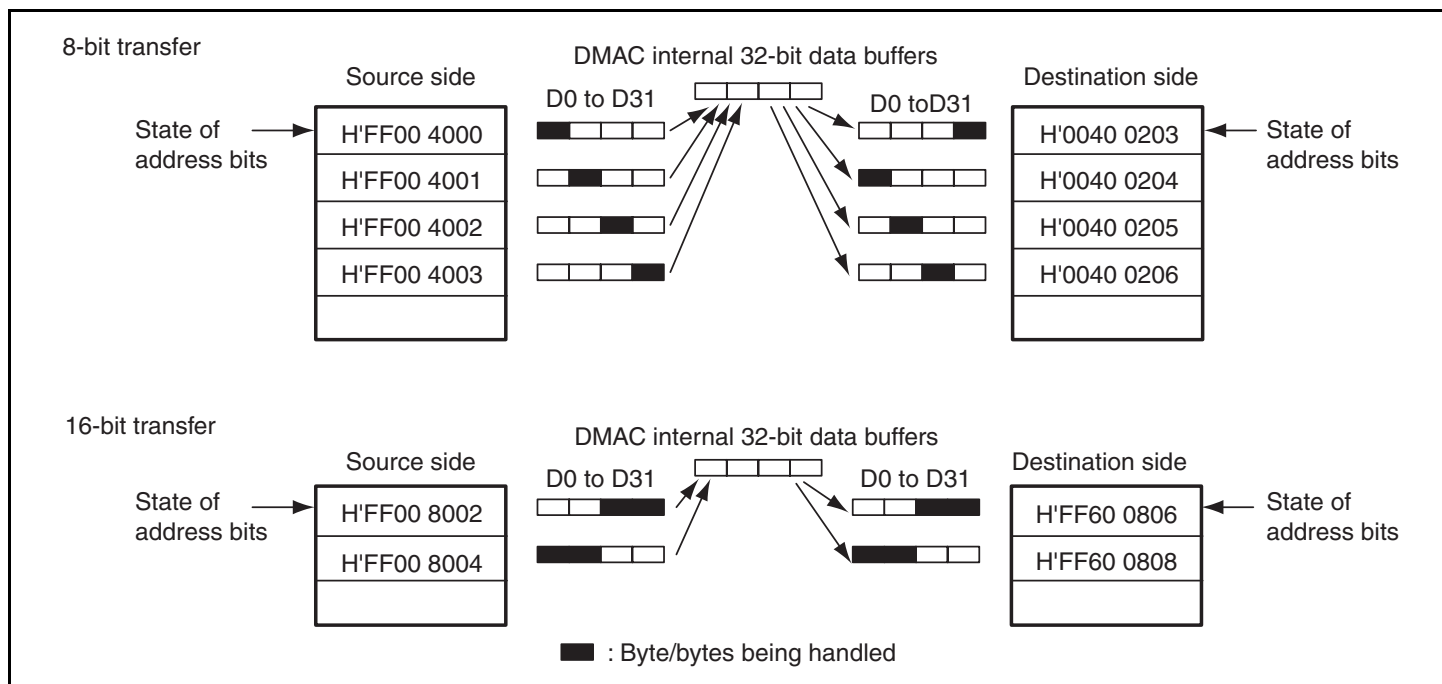 8-bit transfer
DMAC internal 32-bit data buffers
Source side
D0 to D31
D0 toD31
Destination side
State of
address bits
H'FF00 4000
H'FF00 4001
H'FF00 4002
H'FF00 4003
H'0040 0203
H'0040 0204
H'0040 0205
H'0040 0206
State of
address bits
16-bit transfer
DMAC internal 32-bit data buffers
Source side
D0 to D31
D0 to D31
Destination side
State of
address bits
H'FF00 8002
H'FF00 8004
H'FF60 0806
H'FF60 0808
State of
address bits
: Byte/bytes being handled